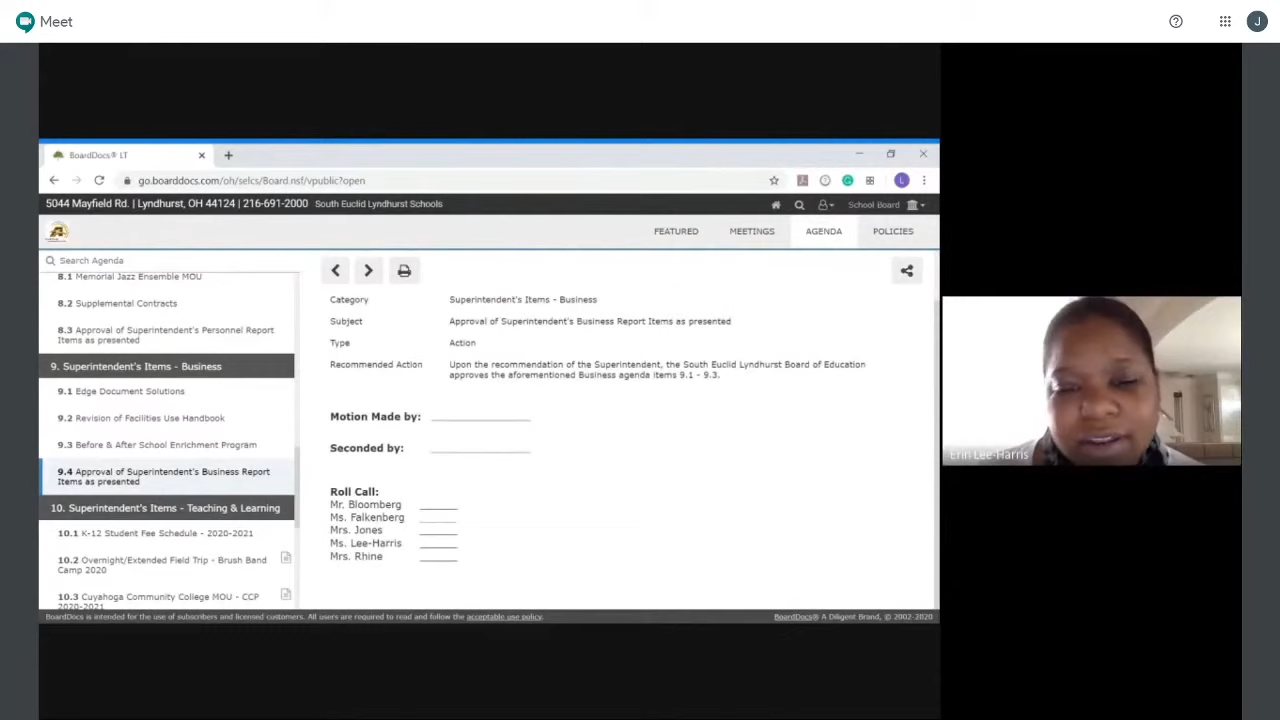 Meet
J
BoardDocs® LT
go.boarddocs.com/oh/selcs/Board.nsf/vpublic?open
L
5044 Mayfield Rd. | Lyndhurst, OH 44124 | 216-691-2000 South Euclid Lyndhurst Schools
School Board
FEATURED MEETINGS AGENDA POLICIES
Search Agenda
8.1 Memorial Jazz Ensemble MOU
8.2 Supplemental Contracts
8.3 Approval of Superintendent's Personnel Report
Items as presented
9. Superintendent's Items - Business
9.1 Edge Document Solutions
9.2 Revision of Facilities Use Handbook
9.3 Before & After School Enrichment Program
9.4 Approval of Superintendent's Business Report
Items as presented
10. Superintendent's Items - Teaching & Learning
10.1 K-12 Student Fee Schedule - 2020-2021
10.2 Overnight/Extended Field Trip - Brush Band
Camp 2020
10.3 Cuyahoga Community College MOU - CCP
2020-2021
Category Superintendent's Items - Business
Subject Approval of Superintendent's Business Report Items as presented
Type Action
Recommended Action Upon the recommendation of the Superintendent, the South Euclid Lyndhurst Board of Education
approves the aforementioned Business agenda items 9.1 - 9.3.
Motion Made by:
Seconded by:
Roll Call:
Mr. Bloomberg
Ms. Falkenberg
Mrs. Jones
Ms. Lee-Harris
Mrs. Rhine
BoardDocs is intended for the use of subscribers and licensed customers. All users are required to read and follow the acceptable use policy.
BoardDocs® A Diligent Brand, © 2002-2020
Erin Lee-Harris